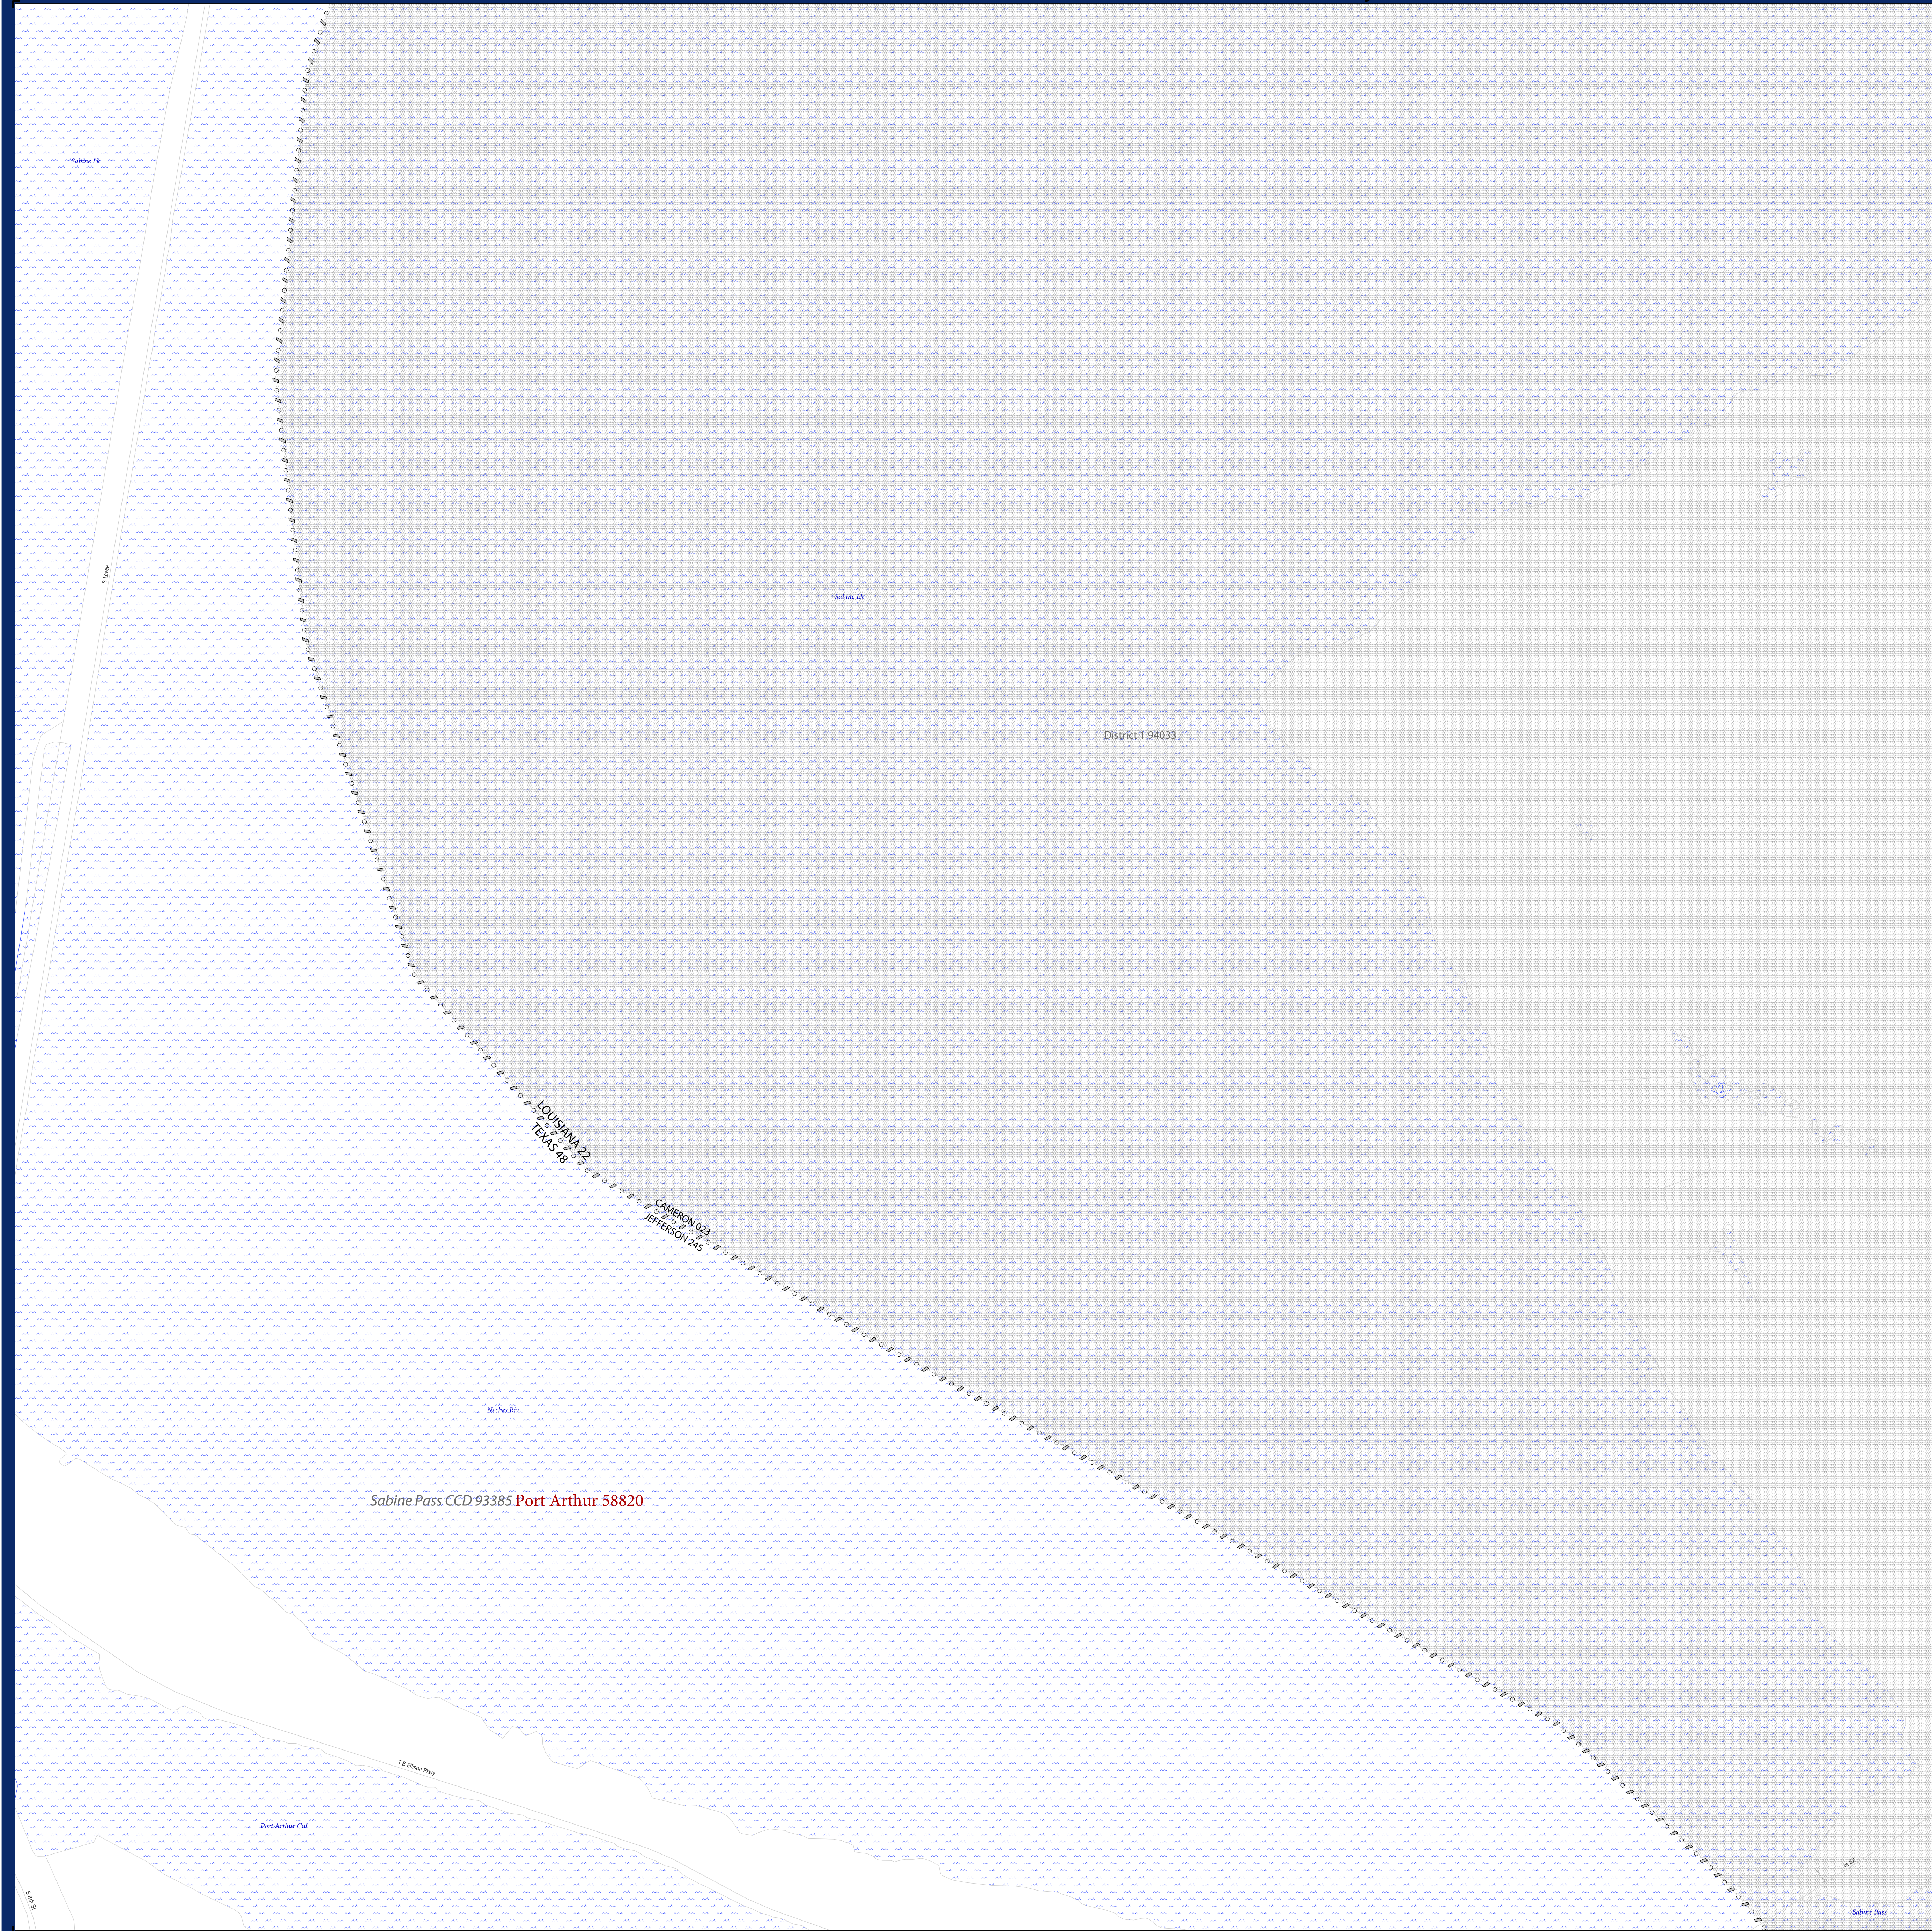 Sabine Lk
S Levee
Sabine Lk
District 1 94033
LOUISIANA 22
TEXAS 48
CAMERON 023
JEFFERSON 245
Neches Riv
Sabine Pass CCD 93385 Port Arthur 58820
T B Ellison Pkwy
Port Arthur Cnl
la 82
S 8th St
Sabine Pass